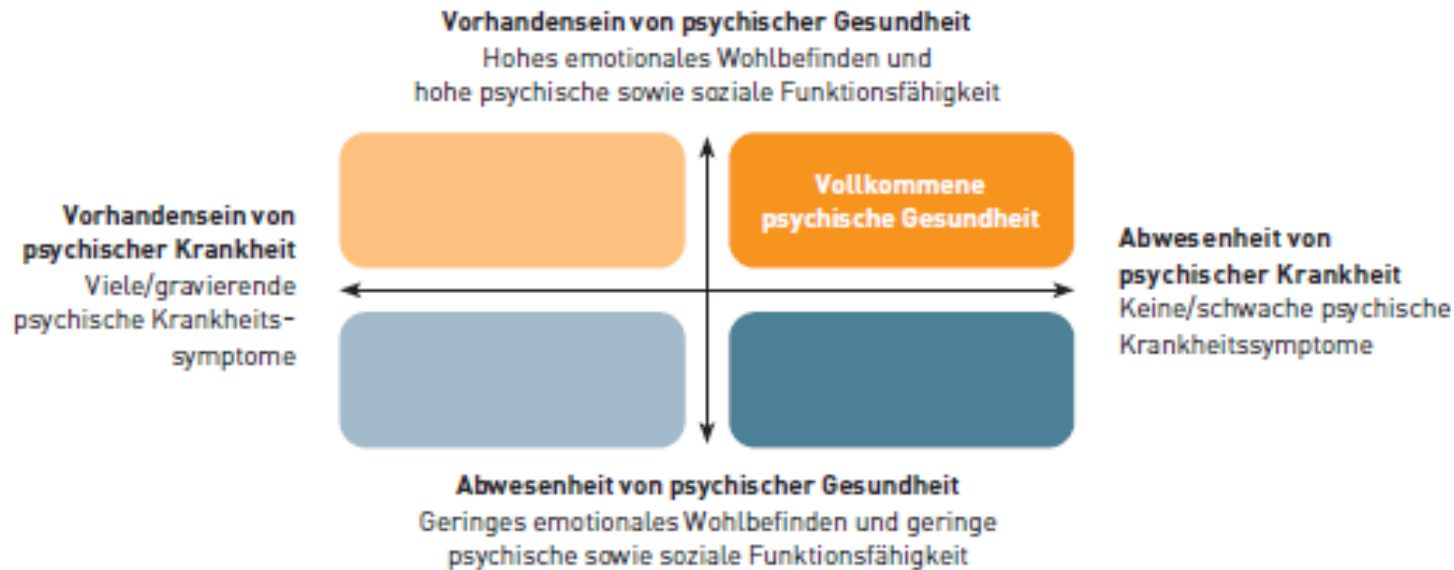 Vorhandensein von psychischer Gesundheit
Hohes emotionales Wohlbefinden und
hohe psychische sowie soziale Funktionsfähigkeit
Vollkommene
psychische Gesundheit
Vorhandensein von
psychischer Krankheit
Viele/gravierende
psychische Krankheits-
symptome
Abwesenheit von
psychischer Krankheit
Keine/schwache psychische
Krankheitssymptome
Abwesenheit von psychischer Gesundheit
Geringes emotionales Wohlbefinden und geringe
psychische sowie soziale Funktionsfähigkeit